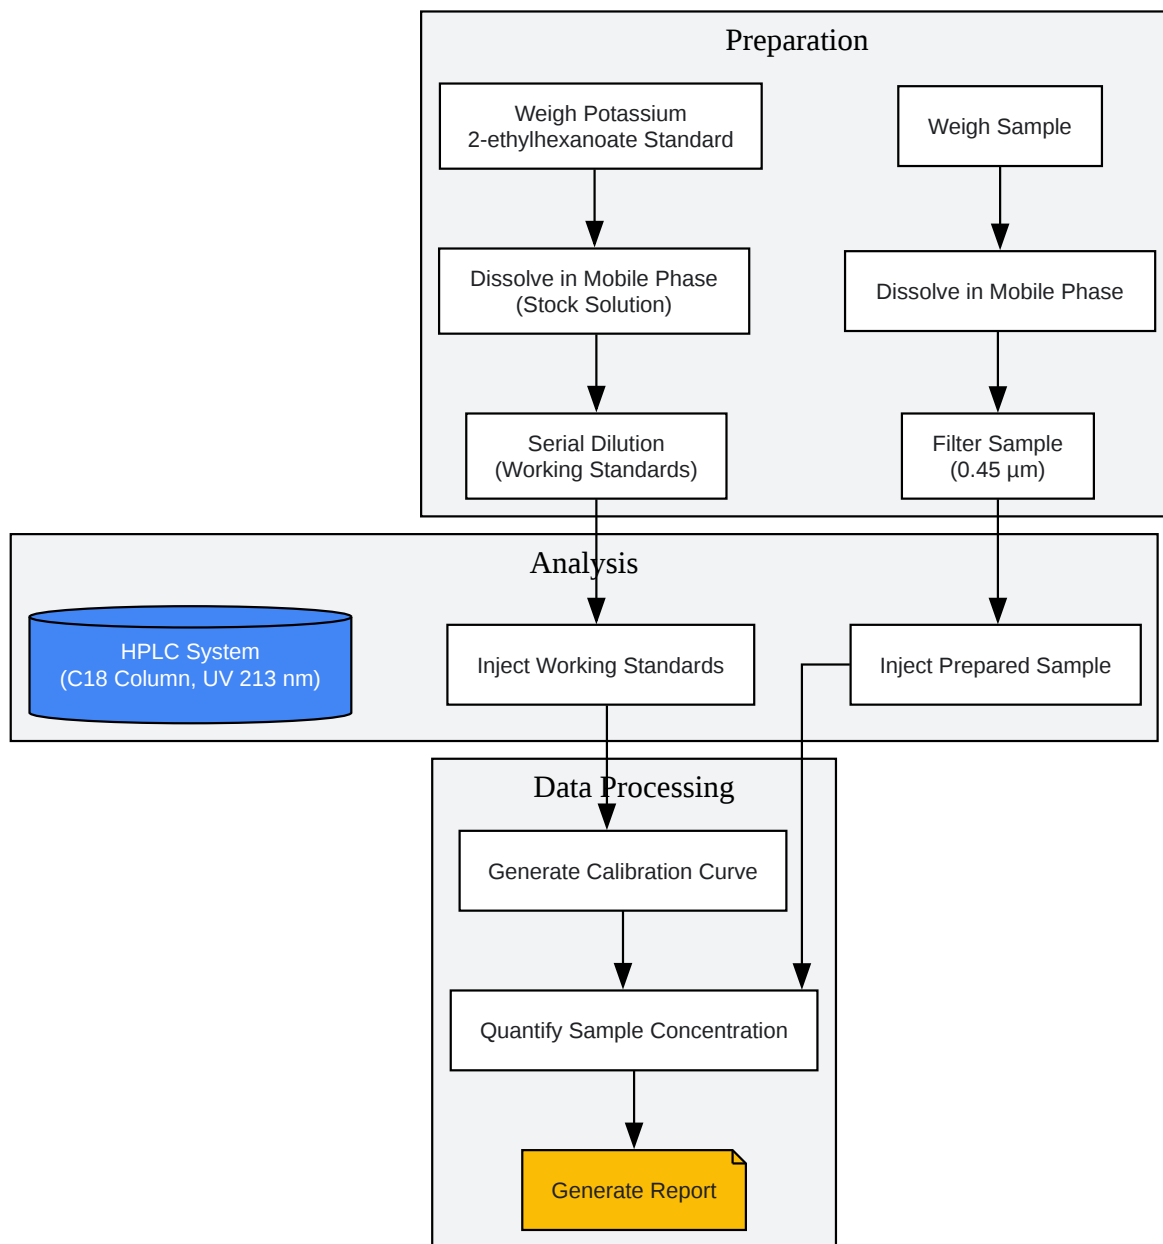 Preparation
Weigh Potassium
2-ethylhexanoate Standard
Weigh Sample
Dissolve in Mobile Phase
(Stock Solution)
Dissolve in Mobile Phase
Serial Dilution
(Working Standards)
Filter Sample
(0.45 µm)
Analysis
HPLC System
(C18 Column, UV 213 nm)
Inject Working Standards
Inject Prepared Sample
Data Processing
Generate Calibration Curve
Quantify Sample Concentration
Generate Report